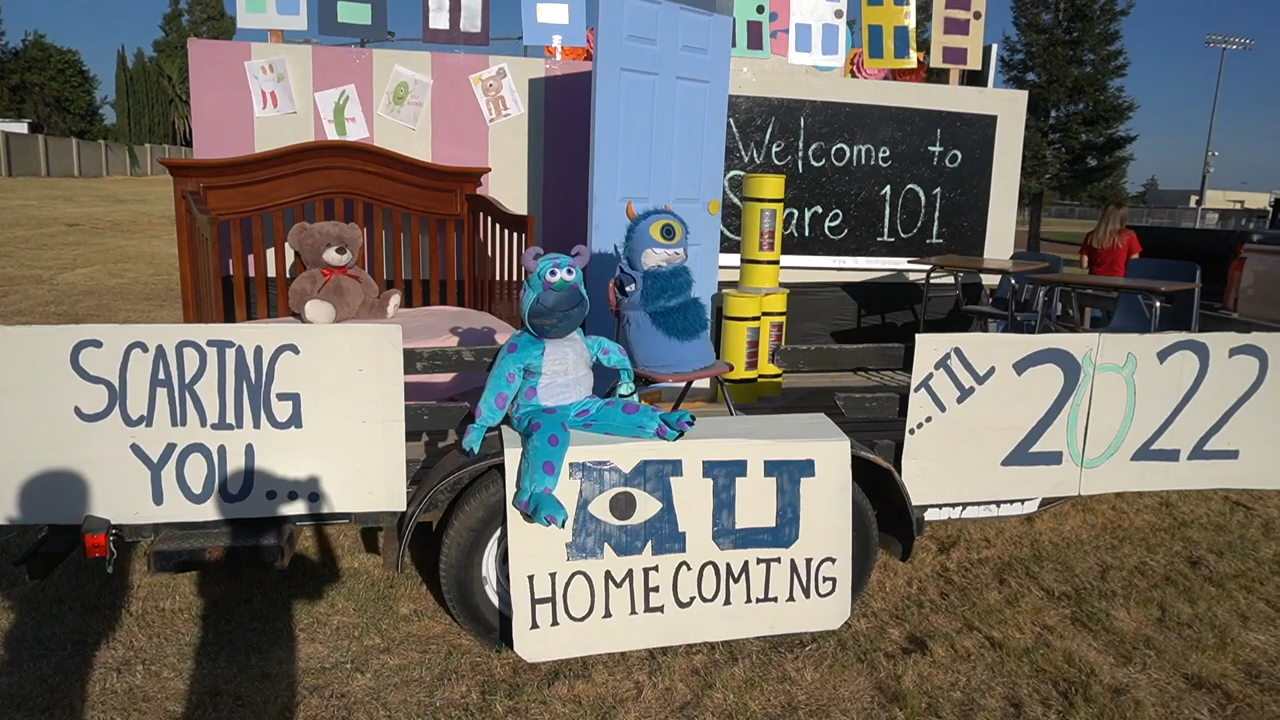 Welcome to
Scare 101
SCARING
YOU...
...TIL 2022
MU
HOMECOMING